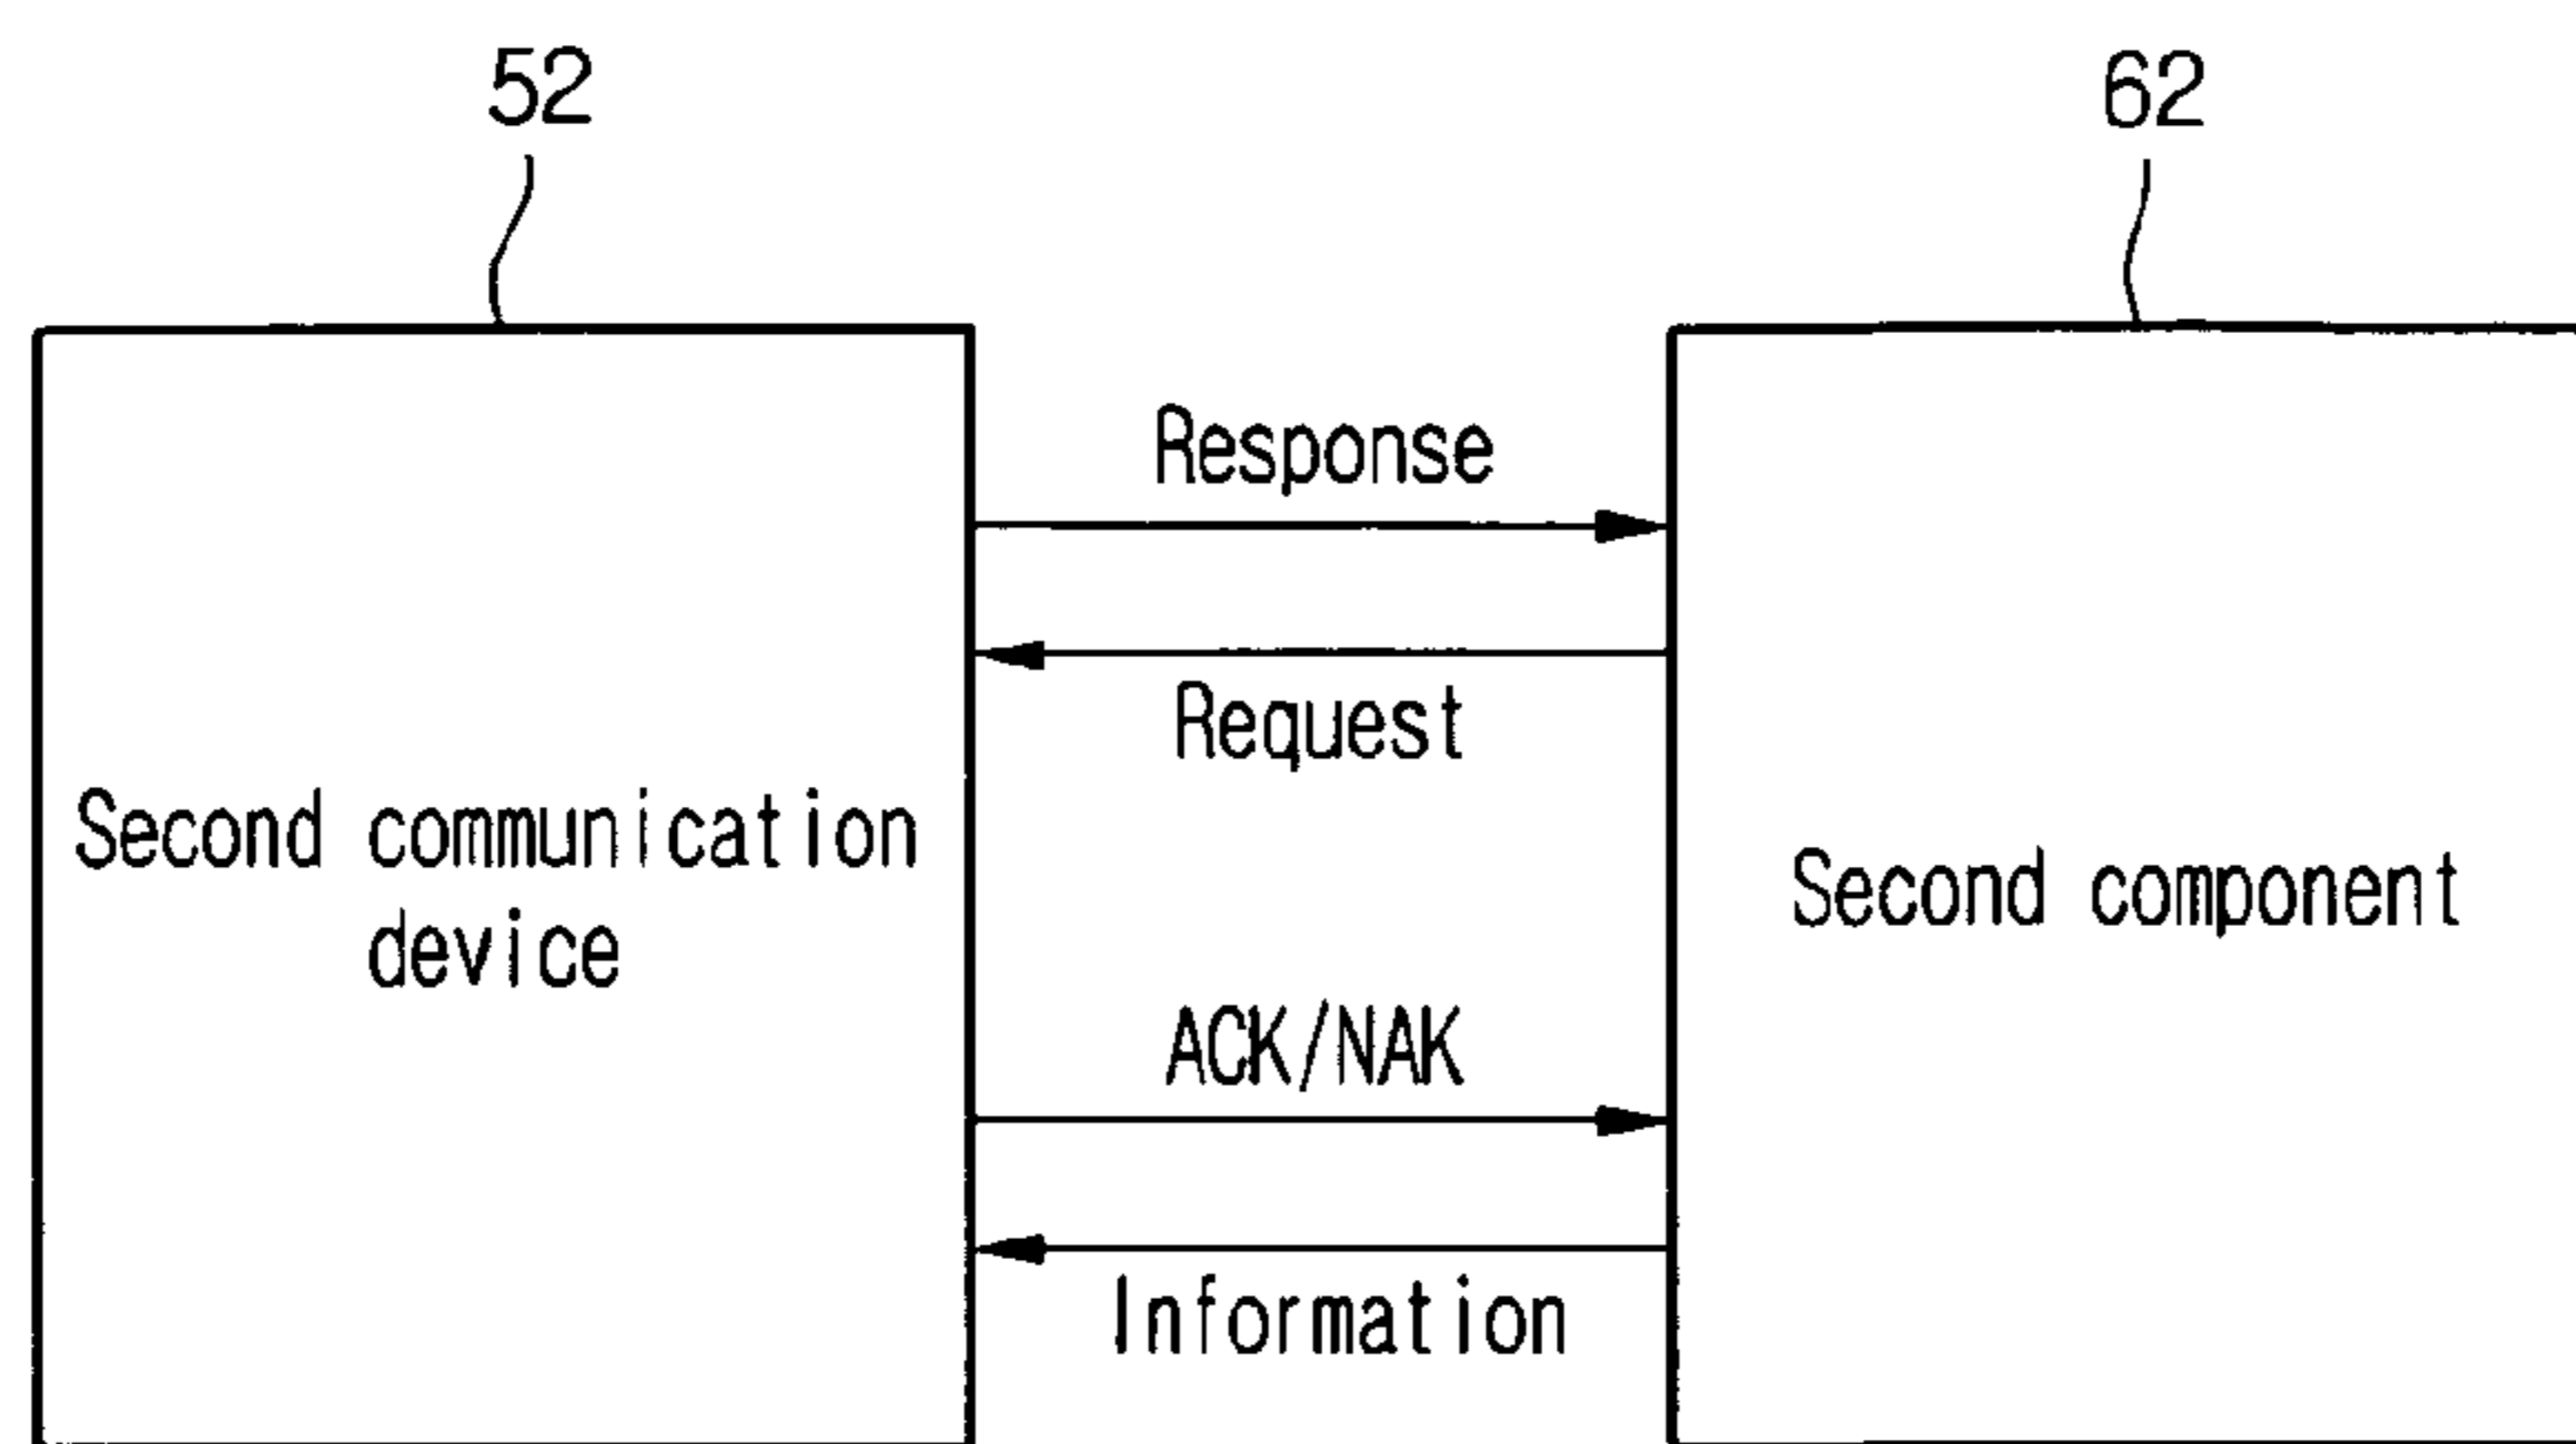 52
62
Response
Request
Second communication
device
Second component
ACK/NAK
Information